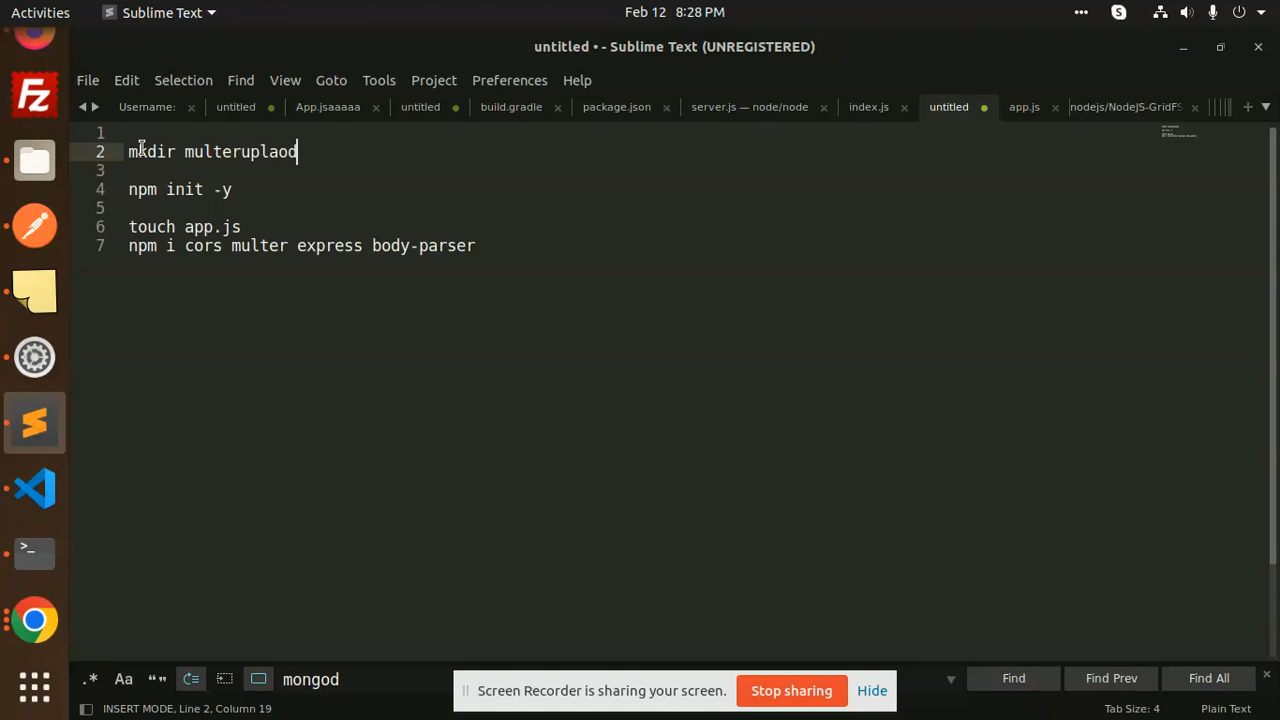 Activities Sublime Text Feb 12 8:28 PM
untitled • - Sublime Text (UNREGISTERED)
File Edit Selection Find View Goto Tools Project Preferences Help
Username: untitled App.jsaaaaa untitled build.gradle package.json server.js — node/node index.js untitled app.js nodejs/NodeJS-GridFS
1
2 mkdir multeruplaod
3
4 npm init -y
5
6 touch app.js
7 npm i cors multer express body-parser
.* Aa “” mongod Find Find Prev Find All
Screen Recorder is sharing your screen. Stop sharing Hide
INSERT MODE, Line 2, Column 19 Tab Size: 4 Plain Text